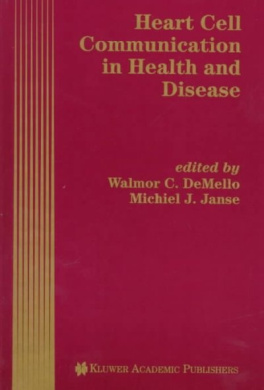 Heart Cell
Communication
in Health and
Disease
edited by
Walmor C. DeMello
Michiel J. Janse
KLUWER ACADEMIC PUBLISHERS